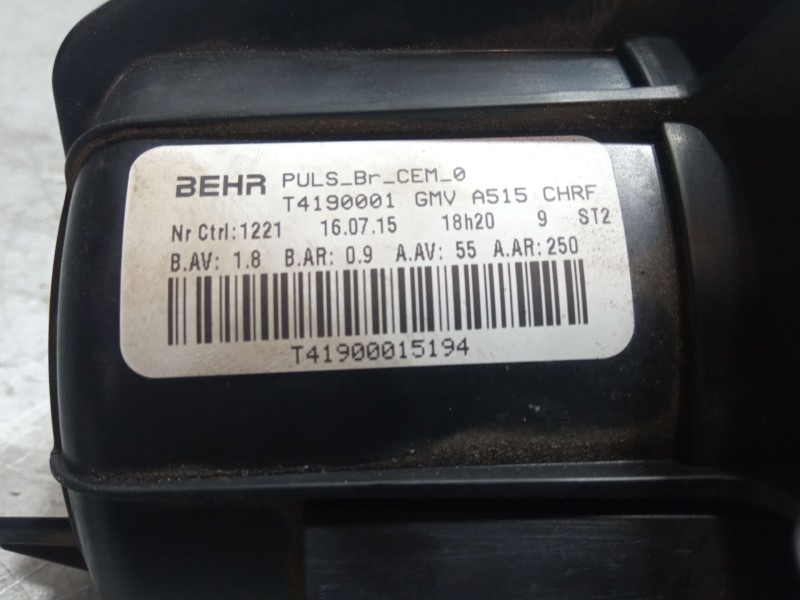 BEHR PULS_Br_CEM_0
T4190001 GMV A515 CHRF
Nr Ctrl:1221 16.07.15 18h20 9 ST2
B.AV: 1.8 B.AR: 0.9 A.AV: 55 A.AR:250
T41900015194